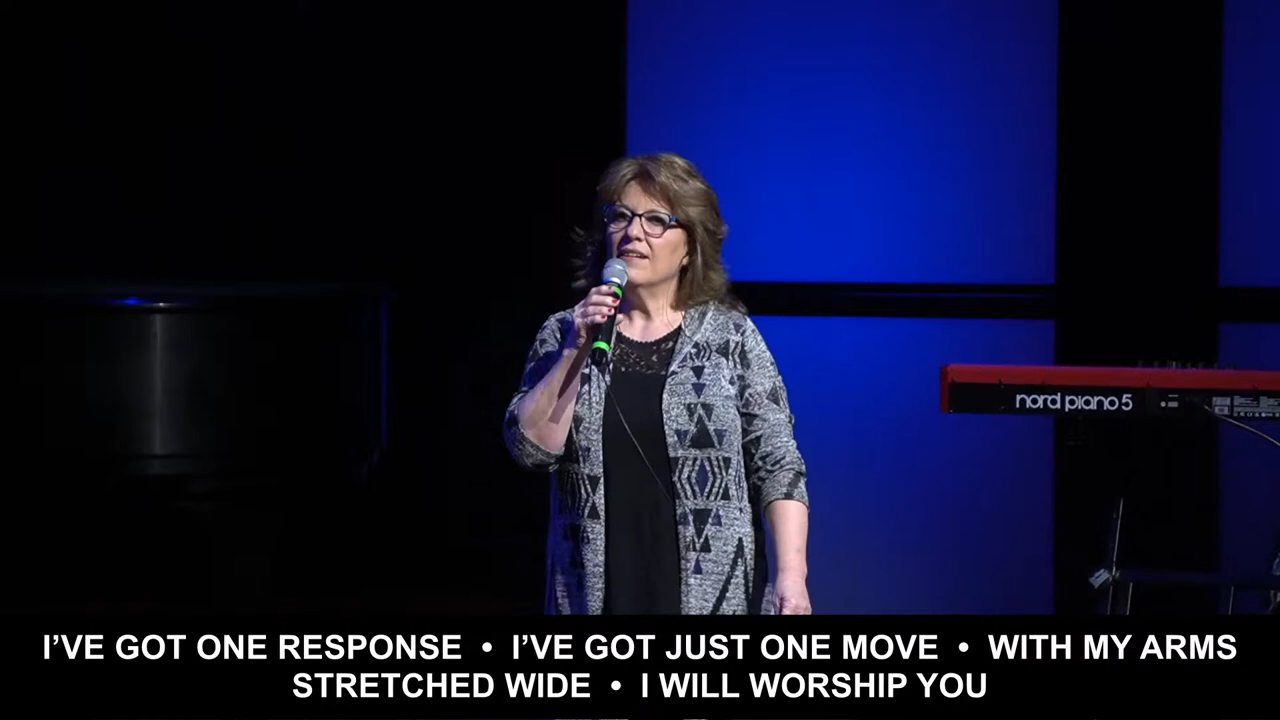 nord piano 5
I’VE GOT ONE RESPONSE • I’VE GOT JUST ONE MOVE • WITH MY ARMS
STRETCHED WIDE • I WILL WORSHIP YOU